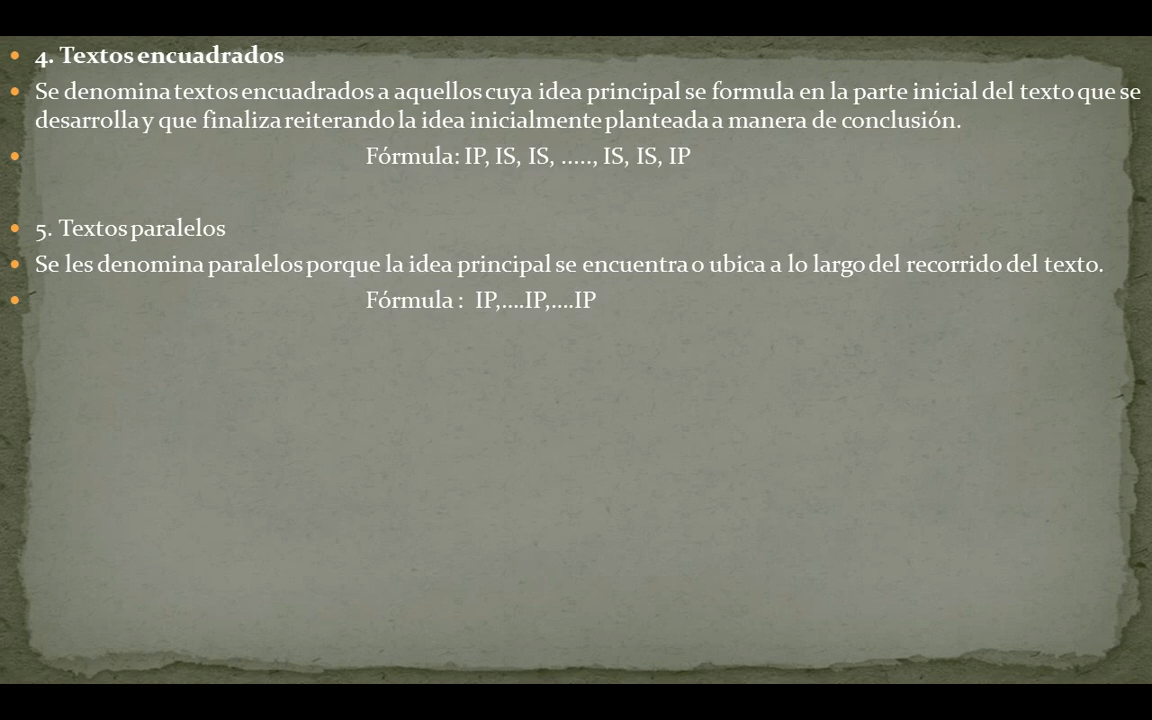 4. Textos encuadrados
Se denomina textos encuadrados a aquellos cuya idea principal se formula en la parte inicial del texto que se
desarrolla y que finaliza reiterando la idea inicialmente planteada a manera de conclusión.
Fórmula: IP, IS, IS, ....., IS, IS, IP
5. Textos paralelos
Se les denomina paralelos porque la idea principal se encuentra o ubica a lo largo del recorrido del texto.
Fórmula : IP,....IP,....IP